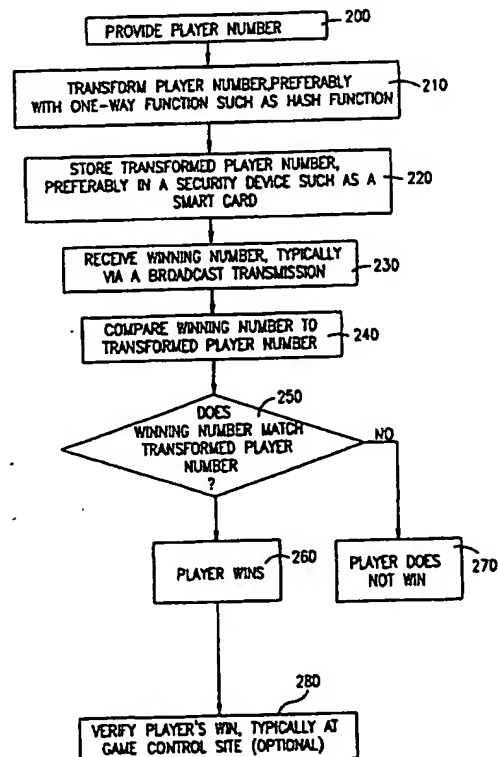 PROVIDE PLAYER NUMBER
200
TRANSFORM PLAYER NUMBER,PREFERABLY
WITH ONE-WAY FUNCTION SUCH AS HASH FUNCTION
210
STORE TRANSFORMED PLAYER NUMBER,
PREFERABLY IN A SECURITY DEVICE SUCH AS A
SMART CARD
220
RECEIVE WINNING NUMBER, TYPICALLY
VIA A BROADCAST TRANSMISSION
230
COMPARE WINNING NUMBER TO
TRANSFORMED PLAYER NUMBER
240
250
DOES
WINNING NUMBER MATCH
TRANSFORMED PLAYER
NUMBER
?
NO
PLAYER WINS
260
PLAYER DOES
NOT WIN
270
280
VERIFY PLAYER'S WIN, TYPICALLY AT
GAME CONTROL SITE (OPTIONAL)